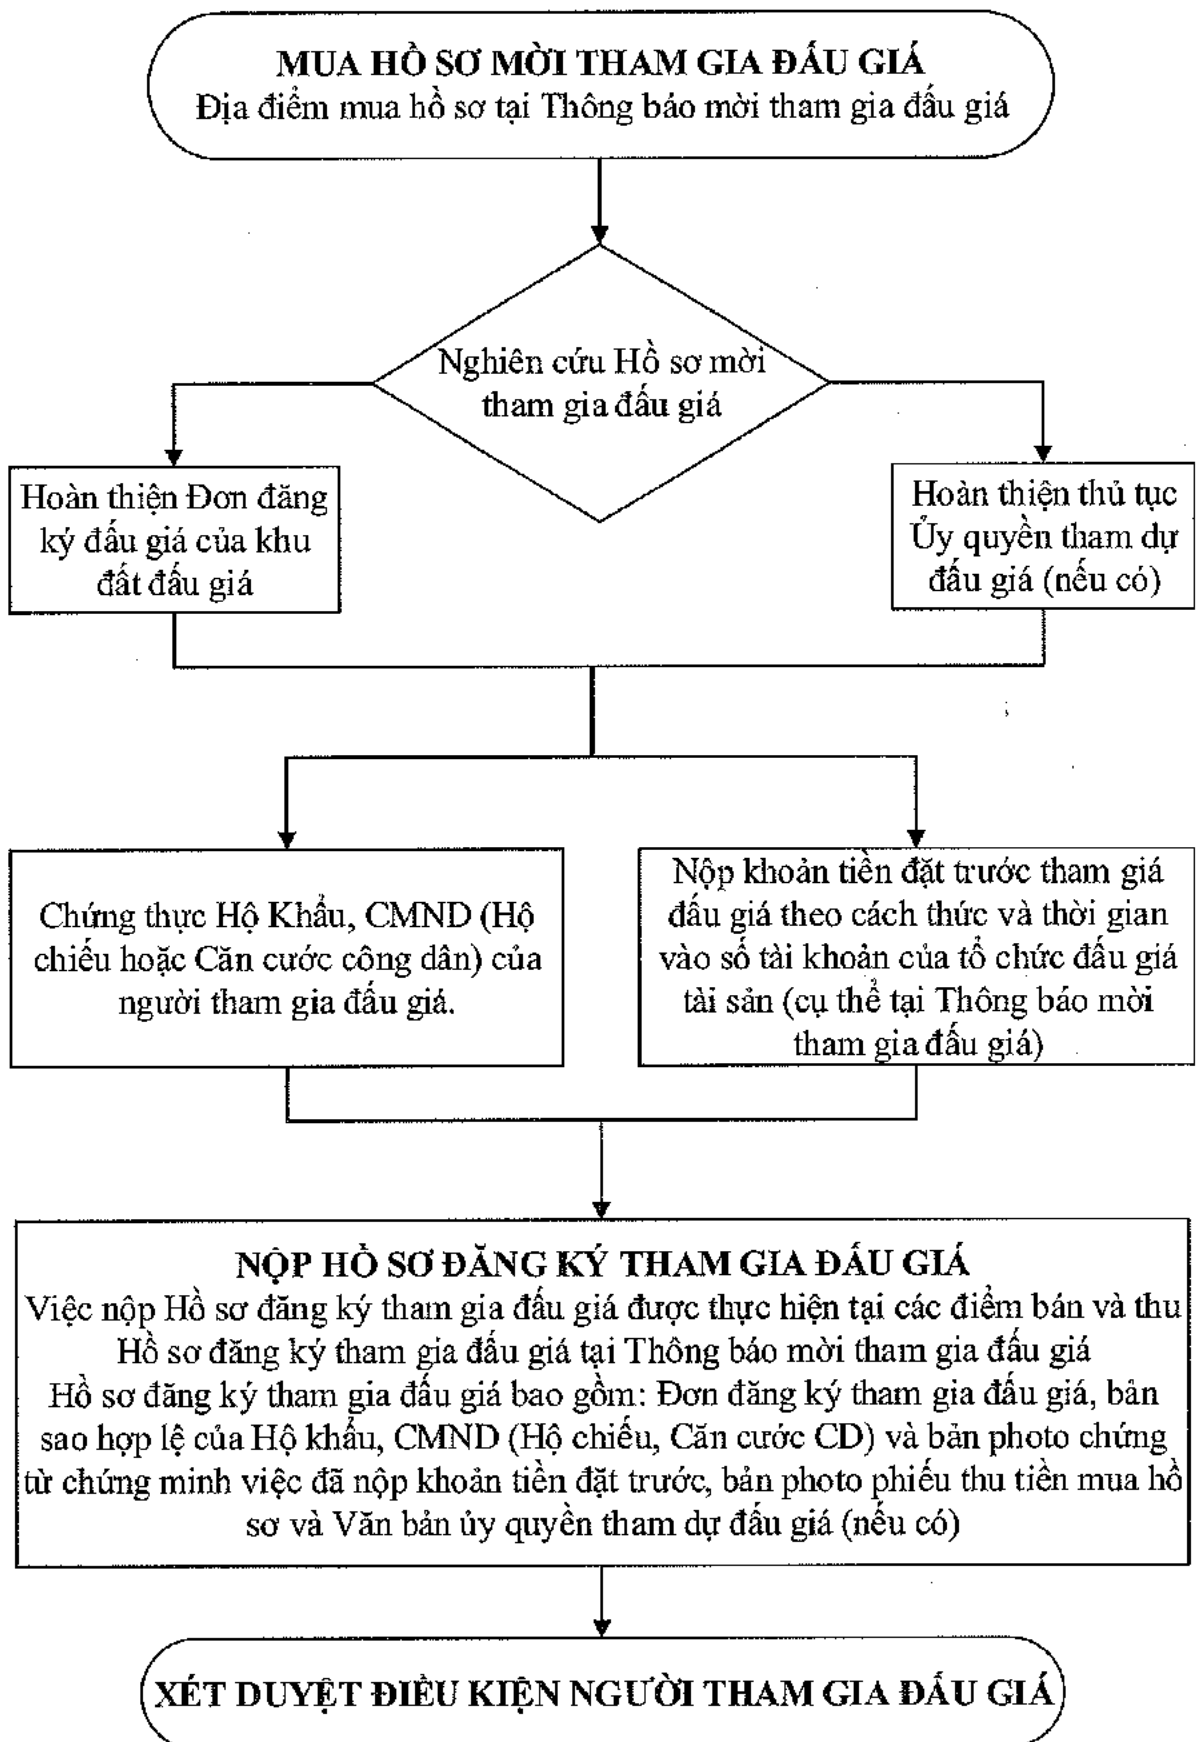 MUA HỒ SƠ MỜI THAM GIA ĐẤU GIÁ
Địa điểm mua hồ sơ tại Thông báo mời tham gia đấu giá
Nghiên cứu Hồ sơ mời
tham gia đấu giá
Hoàn thiện Đơn đăng
ký đấu giá của khu
đất đấu giá
Hoàn thiện thủ tục
Ủy quyền tham dự
đấu giá (nếu có)
Chứng thực Hộ Khẩu, CMND (Hộ
chiếu hoặc Căn cước công dân) của
người tham gia đấu giá.
Nộp khoản tiền đặt trước tham giá
đấu giá theo cách thức và thời gian
vào số tài khoản của tổ chức đấu giá
tài sản (cụ thể tại Thông báo mời
tham gia đấu giá)
NỘP HỒ SƠ ĐĂNG KÝ THAM GIA ĐẤU GIÁ
Việc nộp Hồ sơ đăng ký tham gia đấu giá được thực hiện tại các điểm bán và thu
Hồ sơ đăng ký tham gia đấu giá tại Thông báo mời tham gia đấu giá
Hồ sơ đăng ký tham gia đấu giá bao gồm: Đơn đăng ký tham gia đấu giá, bản
sao hợp lệ của Hộ khẩu, CMND (Hộ chiếu, Căn cước CD) và bản photo chứng
từ chứng minh việc đã nộp khoản tiền đặt trước, bản photo phiếu thu tiền mua hồ
sơ và Văn bản ủy quyền tham dự đấu giá (nếu có)
XÉT DUYỆT ĐIỀU KIỆN NGƯỜI THAM GIA ĐẤU GIÁ